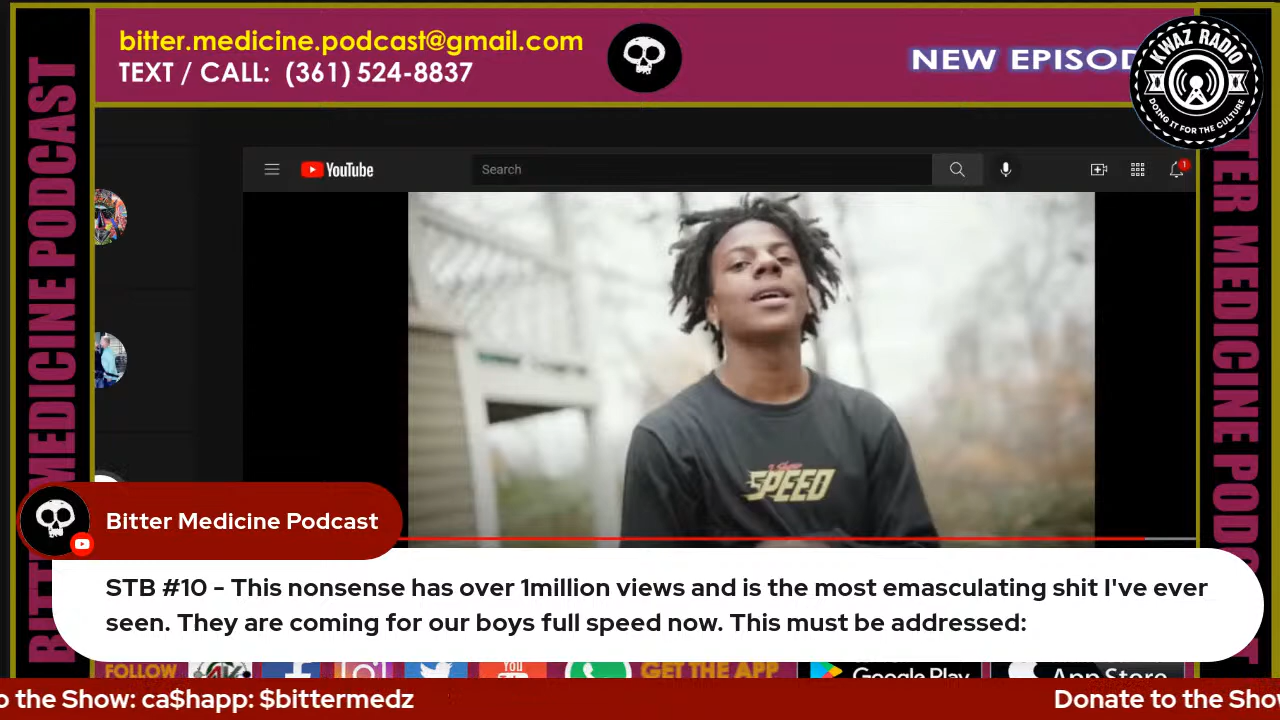 bitter.medicine.podcast@gmail.com
TEXT / CALL: (361) 524-8837
NEW EPISOD
KWAZ RADIO
DOING IT FOR THE CULTURE
BITTER MEDICINE PODCAST
YouTube
Search
1
SPEED
TTER MEDICINE PODCAST
Bitter Medicine Podcast
STB #10 - This nonsense has over 1million views and is the most emasculating shit I've ever
seen. They are coming for our boys full speed now. This must be addressed:
FOLLOW
You
GET THE APP
Google Play
App Store
o the Show: ca$happ: $bittermedz
Donate to the Show